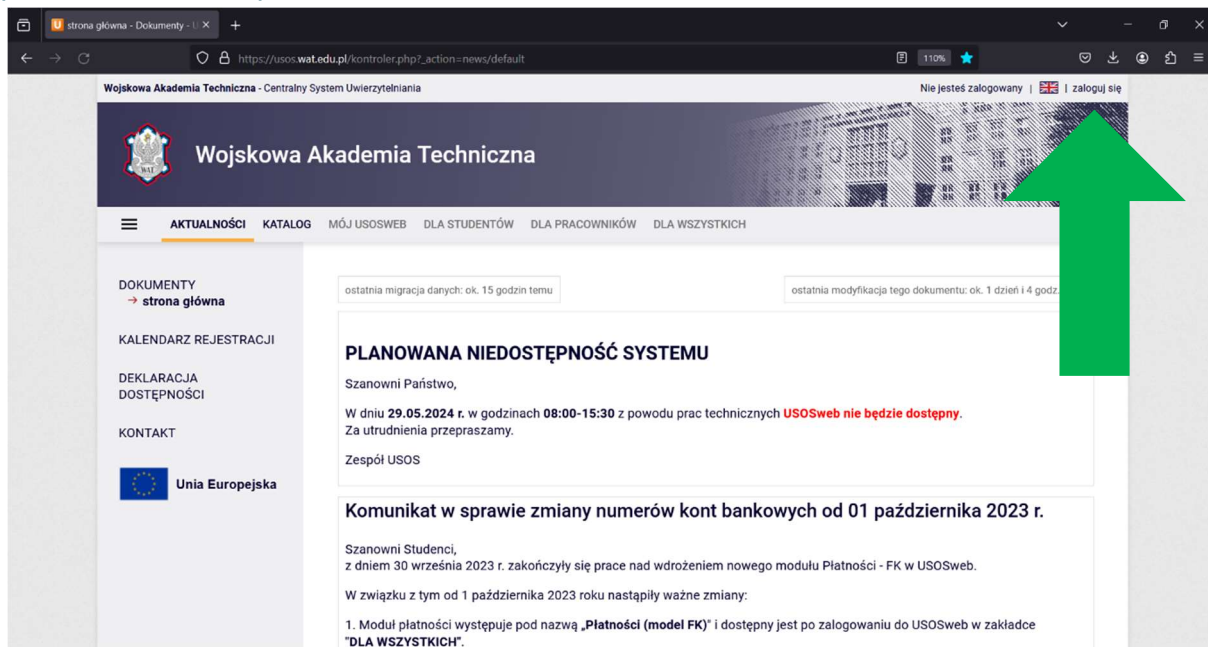 strona główna - Dokumenty - U
https://usos.wat.edu.pl/kontroler.php?_action=news/default
110%
Wojskowa Akademia Techniczna - Centralny System Uwierzytelniania
Nie jesteś zalogowany | | zaloguj się
WAT
Wojskowa Akademia Techniczna
AKTUALNOŚCI KATALOG MÓJ USOSWEB DLA STUDENTÓW DLA PRACOWNIKÓW DLA WSZYSTKICH
DOKUMENTY
→ strona główna
KALENDARZ REJESTRACJI
DEKLARACJA
DOSTĘPNOŚCI
KONTAKT
Unia Europejska
ostatnia migracja danych: ok. 15 godzin temu
ostatnia modyfikacja tego dokumentu: ok. 1 dzień i 4 godz.
PLANOWANA NIEDOSTĘPNOŚĆ SYSTEMU
Szanowni Państwo,
W dniu 29.05.2024 r. w godzinach 08:00-15:30 z powodu prac technicznych USOSweb nie będzie dostępny.
Za utrudnienia przepraszamy.
Zespół USOS
Komunikat w sprawie zmiany numerów kont bankowych od 01 października 2023 r.
Szanowni Studenci,
z dniem 30 września 2023 r. zakończyły się prace nad wdrożeniem nowego modułu Płatności - FK w USOSweb.
W związku z tym od 1 października 2023 roku nastąpiły ważne zmiany:
1. Moduł płatności występuje pod nazwą „Płatności (model FK)" i dostępny jest po zalogowaniu do USOSweb w zakładce
"DLA WSZYSTKICH".